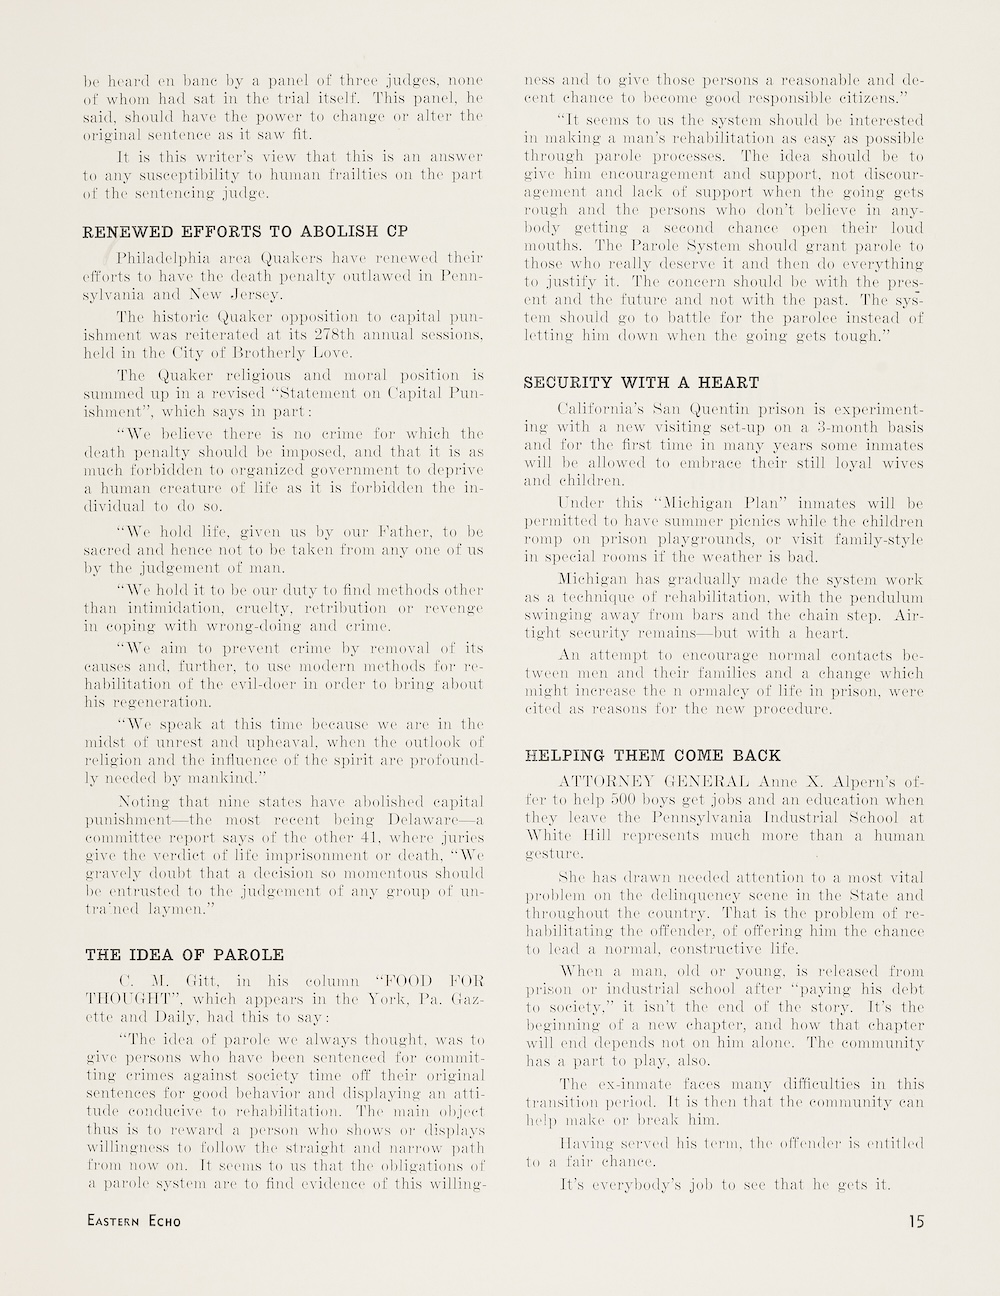 be heard en banc by a panel of three judges, none
of whom had sat in the trial itself. This panel, he
said, should have the power to change or alter the
original sentence as it saw fit.
It is this writer's view that this is an answer
to any susceptibility to human frailties on the part
of the sentencing judge.
RENEWED EFFORTS TO ABOLISH CP
Philadelphia area Quakers have renewed their
efforts to have the death penalty outlawed in Penn-
sylvania and New Jersey.
The historic Quaker opposition to capital pun-
ishment was reiterated at its 278th annual sessions,
held in the City of Brotherly Love.
The Quaker religious and moral position is
summed up in a revised "Statement on Capital Pun-
ishment", which says in part:
"We believe there is no crime for which the
death penalty should be imposed, and that it is as
much forbidden to organized government to deprive
a human creature of life as it is forbidden the in-
dividual to do so.
"We hold life, given us by our Father, to be
sacred and hence not to be taken from any one of us
by the judgement of man.
"We hold it to be our duty to find methods other
than intimidation, cruelty, retribution or revenge
in coping with wrong-doing and crime.
"We aim to prevent crime by removal of its
causes and, further, to use modern methods for re-
habilitation of the evil-doer in order to bring about
his regeneration.
"We speak at this time because we are in the
midst of unrest and upheaval, when the outlook of
religion and the influence of the spirit are profound-
ly needed by mankind."
Noting that nine states have abolished capital
punishment—the most recent being Delaware—a
committee report says of the other 41, where juries
give the verdict of life imprisonment or death, "We
gravely doubt that a decision so momentous should
be entrusted to the judgement of any group of un-
trained laymen."
THE IDEA OF PAROLE
C. M. Gitt, in his column "FOOD FOR
THOUGHT", which appears in the York, Pa. Gaz-
ette and Daily, had this to say:
"The idea of parole we always thought, was to
give persons who have been sentenced for commit-
ting crimes against society time off their original
sentences for good behavior and displaying an atti-
tude conducive to rehabilitation. The main object
thus is to reward a person who shows or displays
willingness to follow the straight and narrow path
from now on. It seems to us that the obligations of
a parole system are to find evidence of this willing-
ness and to give those persons a reasonable and de-
cent chance to become good responsible citizens."
"It seems to us the system should be interested
in making a man's rehabilitation as easy as possible
through parole processes. The idea should be to
give him encouragement and support, not discour-
agement and lack of support when the going gets
rough and the persons who don't believe in any-
body getting a second chance open their loud
mouths. The Parole System should grant parole to
those who really deserve it and then do everything
to justify it. The concern should be with the pres-
ent and the future and not with the past. The sys-
tem should go to battle for the parolee instead of
letting him down when the going gets tough."
SECURITY WITH A HEART
California's San Quentin prison is experiment-
ing with a new visiting set-up on a 3-month basis
and for the first time in many years some inmates
will be allowed to embrace their still loyal wives
and children.
Under this "Michigan Plan" inmates will be
permitted to have summer picnics while the children
romp on prison playgrounds, or visit family-style
in special rooms if the weather is bad.
Michigan has gradually made the system work
as a technique of rehabilitation, with the pendulum
swinging away from bars and the chain step. Air-
tight security remains—but with a heart.
An attempt to encourage normal contacts be-
tween men and their families and a change which
might increase the n ormalcy of life in prison, were
cited as reasons for the new procedure.
HELPING THEM COME BACK
ATTORNEY GENERAL Anne X. Alpern's of-
fer to help 500 boys get jobs and an education when
they leave the Pennsylvania Industrial School at
White Hill represents much more than a human
gesture.
She has drawn needed attention to a most vital
problem on the delinquency scene in the State and
throughout the country. That is the problem of re-
habilitating the offender, of offering him the chance
to lead a normal, constructive life.
When a man, old or young, is released from
prison or industrial school after "paying his debt
to society," it isn't the end of the story. It's the
beginning of a new chapter, and how that chapter
will end depends not on him alone. The community
has a part to play, also.
The ex-inmate faces many difficulties in this
transition period. It is then that the community can
help make or break him.
Having served his term, the offender is entitled
to a fair chance.
It's everybody's job to see that he gets it.
EASTERN ECHO
15